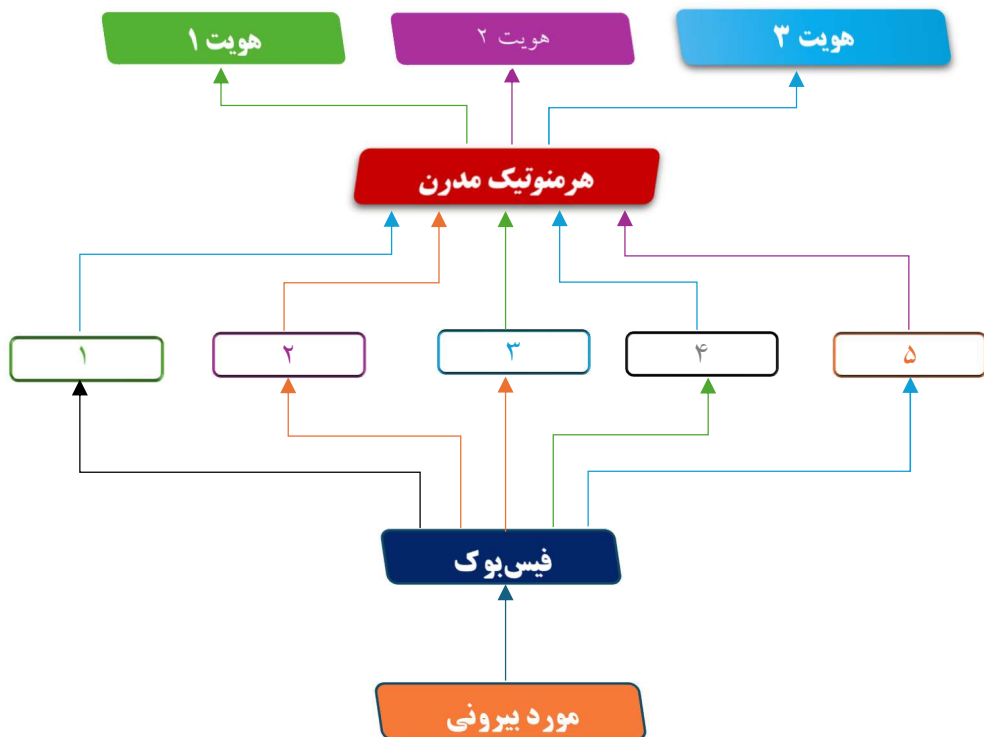 هویت ۳
هویت ۲
هویت ۱
هرمنوتیک مدرن
۱
۲
۳
۴
۵
فیس‌بوک
مورد بیرونی